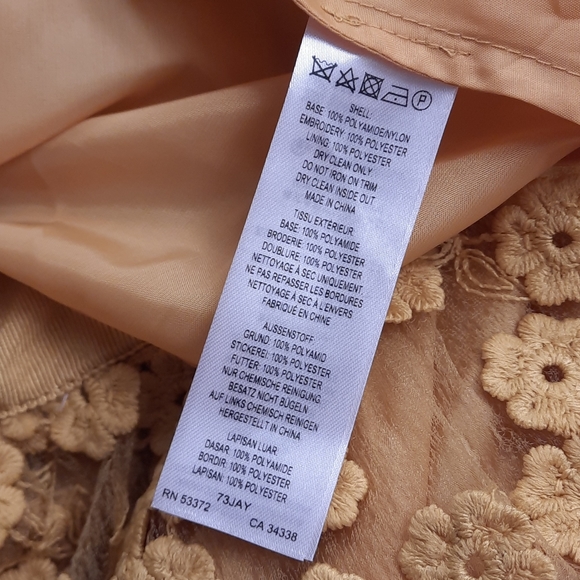 P
SHELL:
BASE: 100% POLYAMIDE/NYLON
EMBROIDERY: 100% POLYESTER
LINING: 100% POLYESTER
DRY CLEAN ONLY
DO NOT IRON ON TRIM
DRY CLEAN INSIDE OUT
MADE IN CHINA
TISSU EXTÉRIEUR
BASE: 100% POLYAMIDE
BRODERIE: 100% POLYESTER
DOUBLURE: 100% POLYESTER
NETTOYAGE À SEC UNIQUEMENT
NE PAS REPASSER LES BORDURES
NETTOYAGE À SEC À L'ENVERS
FABRIQUÉ EN CHINE
AUSSENSTOFF:
GRUND: 100% POLYAMID
STICKEREI: 100% POLYESTER
FUTTER: 100% POLYESTER
NUR CHEMISCHE REINIGUNG
BESATZ NICHT BÜGELN
AUF LINKS CHEMISCH REINIGEN
HERGESTELLT IN CHINA
LAPISAN LUAR
DASAR: 100% POLYAMIDE
BORDIR: 100% POLYESTER
LAPISAN: 100% POLYESTER
RN 53372 73JAY CA 34338